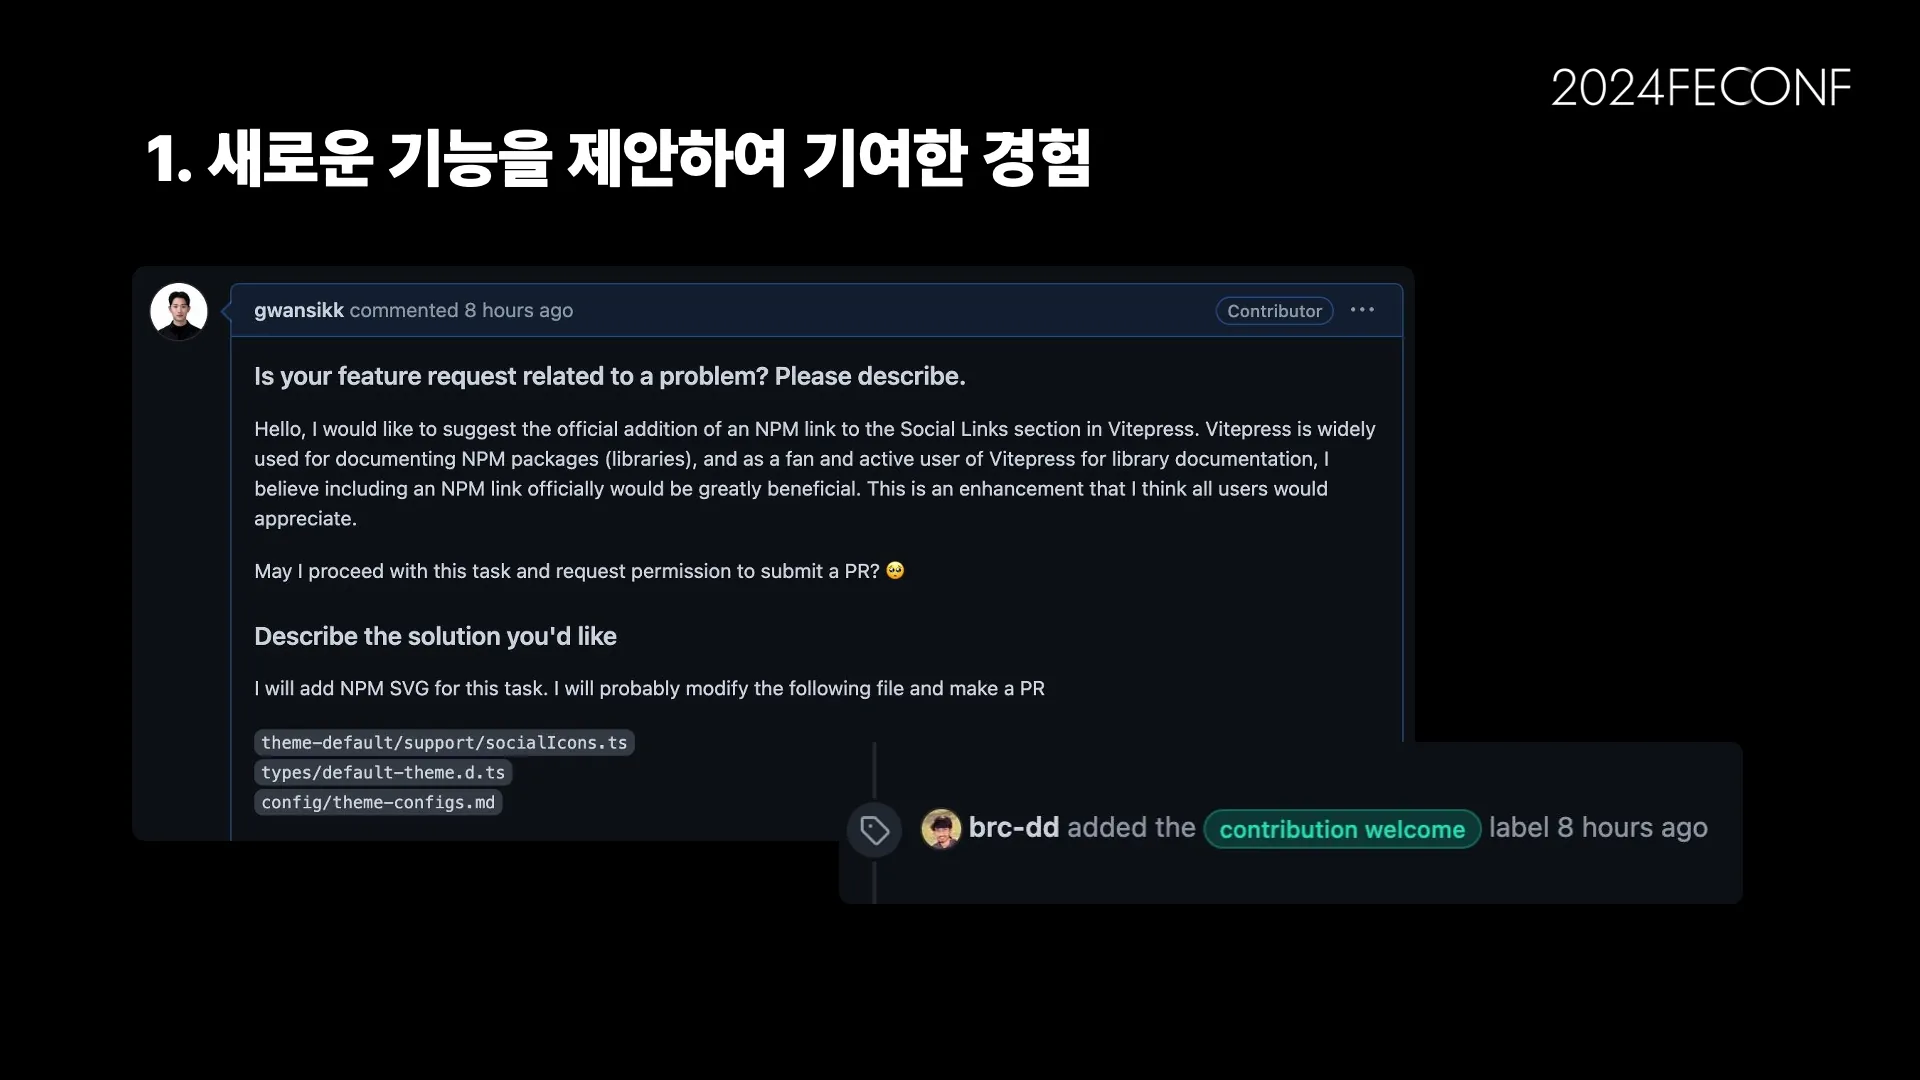 2024FECONF
1. 새로운 기능을 제안하여 기여한 경험
gwansikk commented 8 hours ago
Contributor
Is your feature request related to a problem? Please describe.
Hello, I would like to suggest the official addition of an NPM link to the Social Links section in Vitepress. Vitepress is widely
used for documenting NPM packages (libraries), and as a fan and active user of Vitepress for library documentation, I
believe including an NPM link officially would be greatly beneficial. This is an enhancement that I think all users would
appreciate.
May I proceed with this task and request permission to submit a PR? 🥺
Describe the solution you'd like
I will add NPM SVG for this task. I will probably modify the following file and make a PR
theme-default/support/socialIcons.ts
types/default-theme.d.ts
config/theme-configs.md
brc-dd added the contribution welcome label 8 hours ago